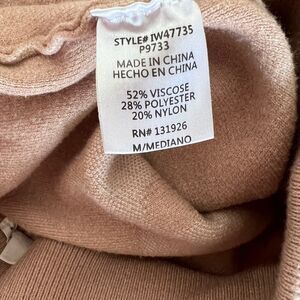 STYLE# IW47735
P9733
MADE IN CHINA
HECHO EN CHINA
52% VISCOSE
28% POLYESTER
20% NYLON
RN# 131926
M/MEDIANO